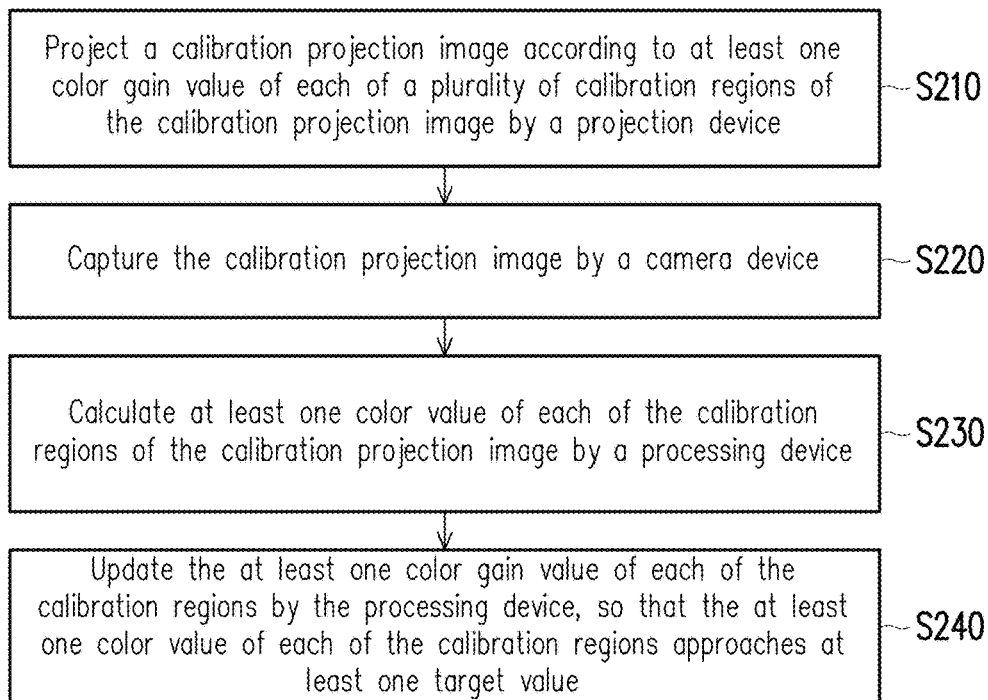 Project a calibration projection image according to at least one
color gain value of each of a plurality of calibration regions of
the calibration projection image by a projection device
S210
Capture the calibration projection image by a camera device
S220
Calculate at least one color value of each of the calibration
regions of the calibration projection image by a processing device
S230
Update the at least one color gain value of each of the
calibration regions by the processing device, so that the at least
one color value of each of the calibration regions approaches at
least one target value
S240